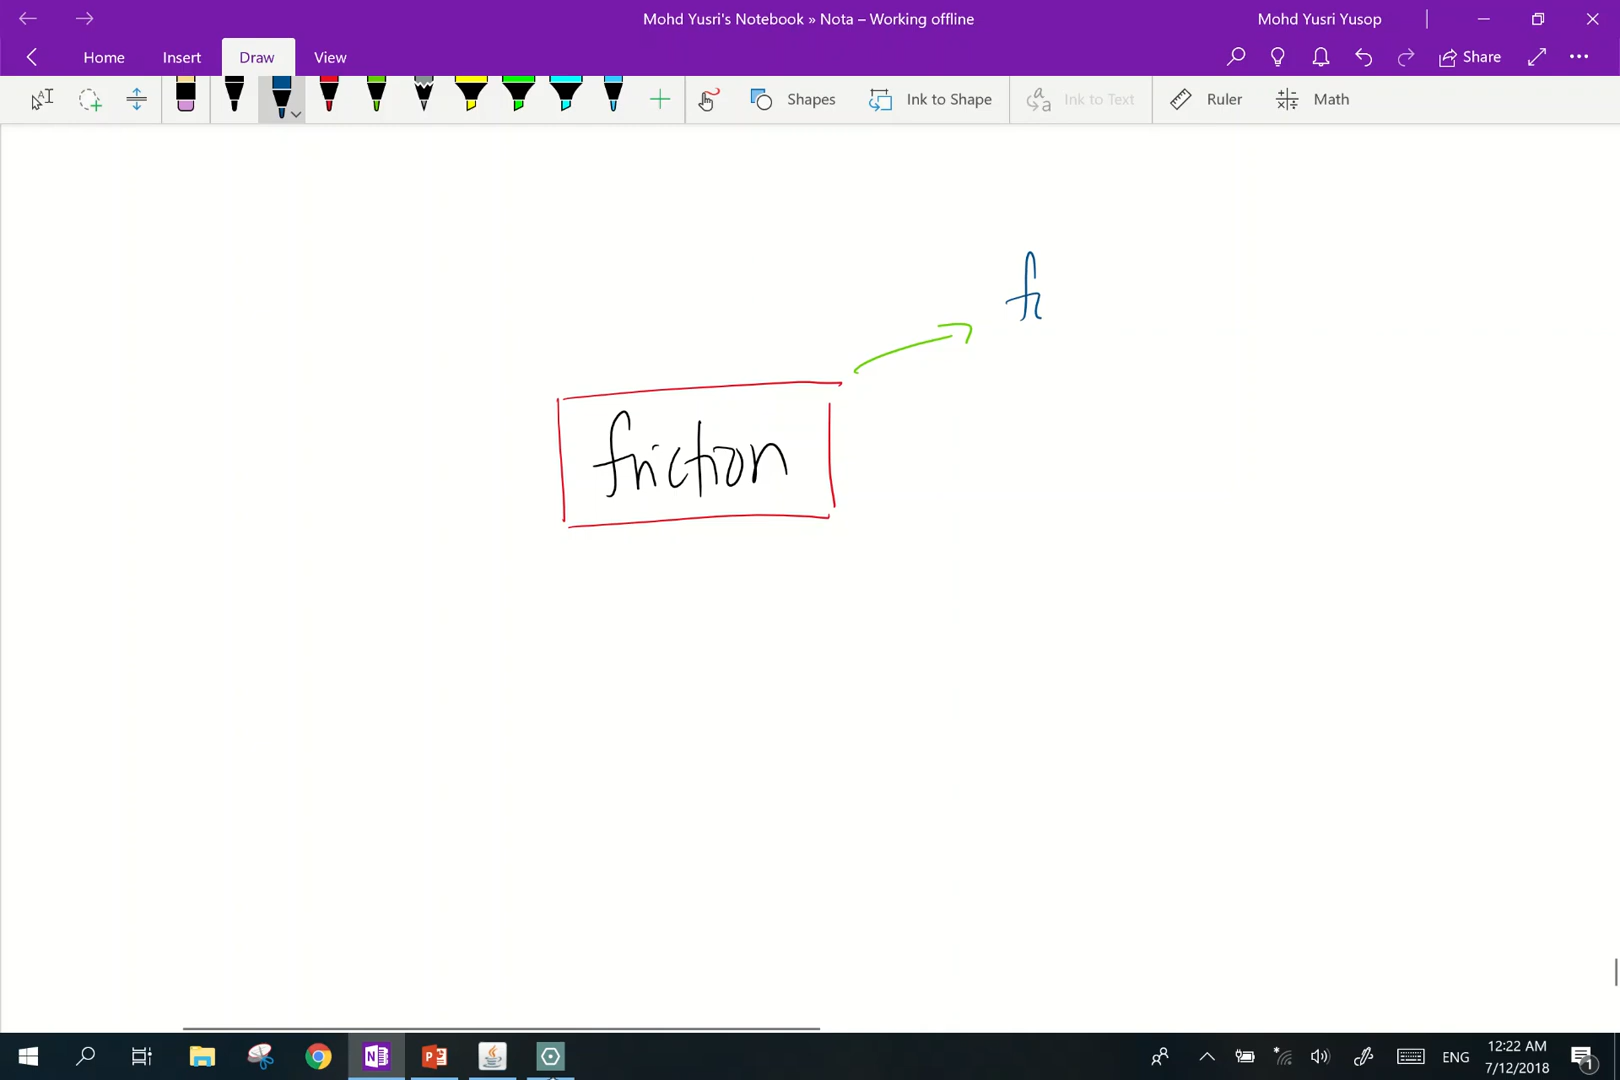 Mohd Yusri's Notebook » Nota – Working offline
Mohd Yusri Yusop
Home Insert Draw View
Share
Shapes Ink to Shape Ink to Text Ruler Math
friction
ENG
12:22 AM
7/12/2018
1